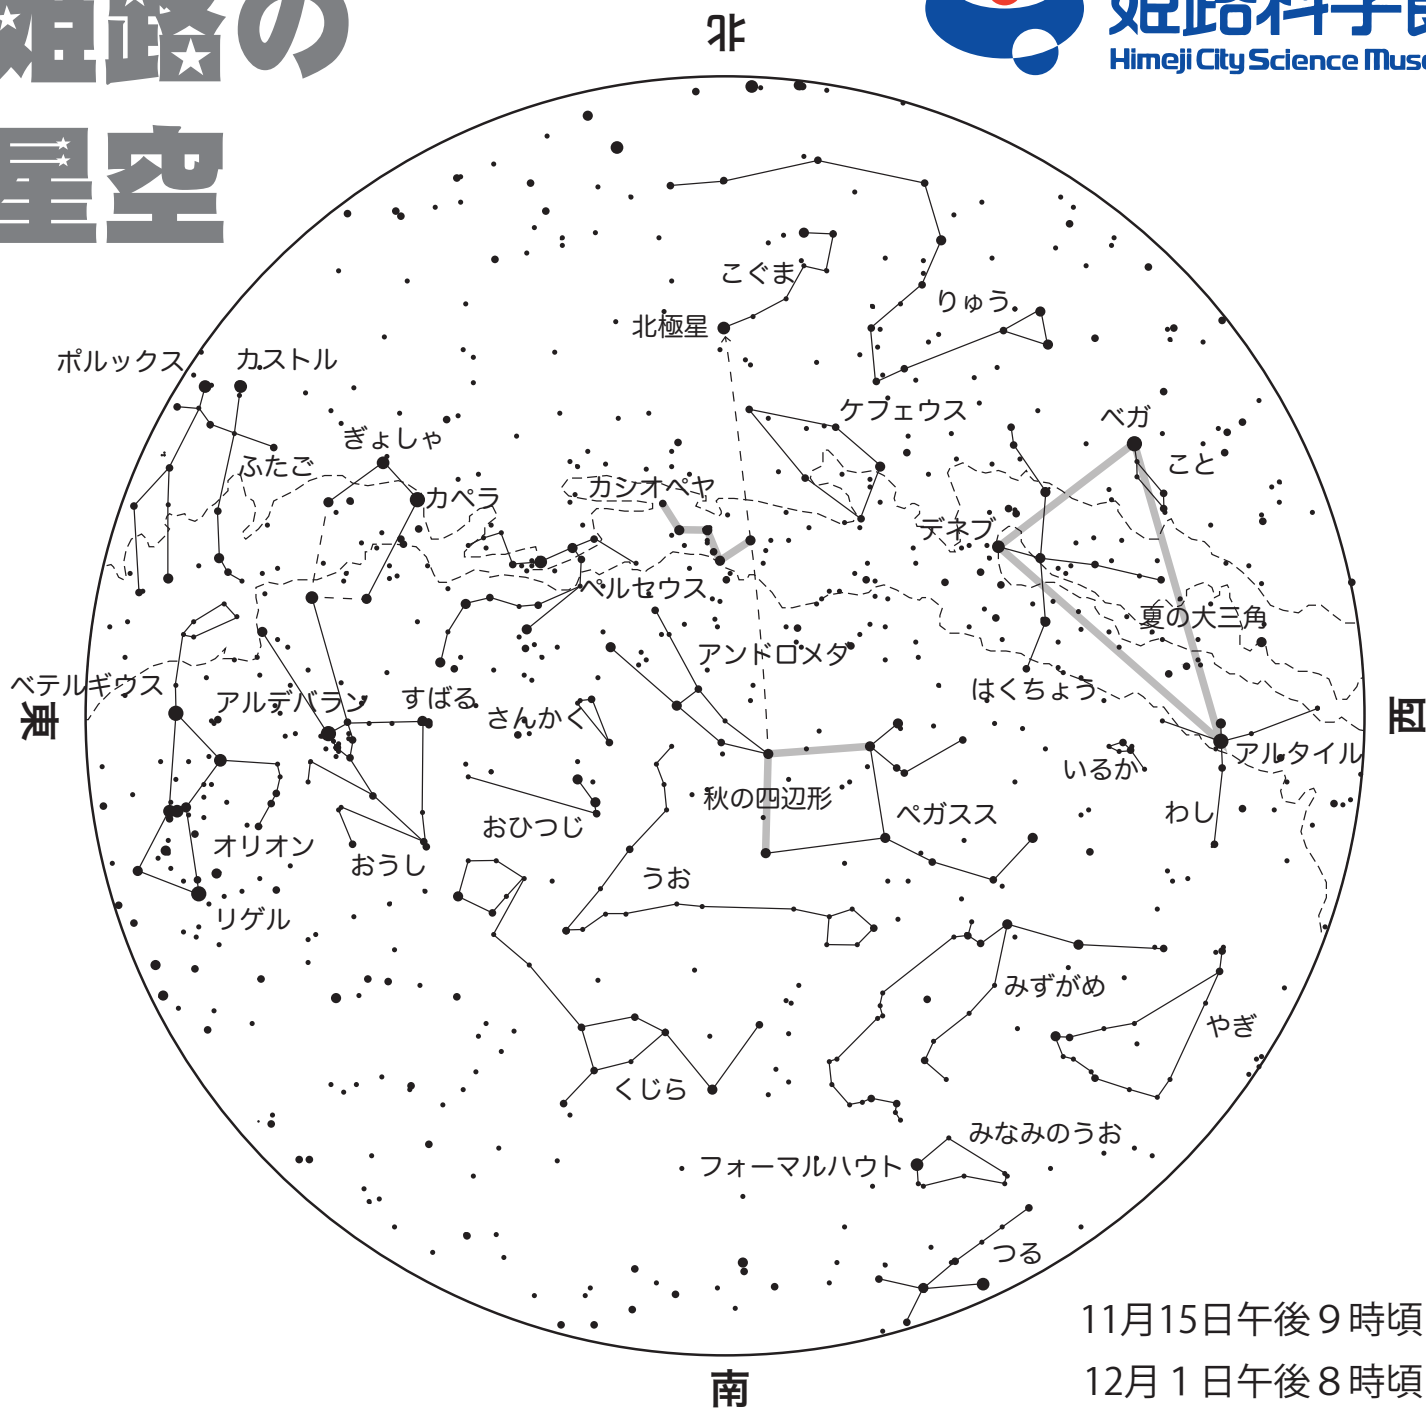 姫路の
星空
姫路科学館
Himeji City Science Muse
北
こぐま
りゅう
北極星
ポルックス
カストル
ケフェウス
ベガ
ぎょしゃ
ふたご
こと
カペラ
カシオペヤ
デネブ
ペルセウス
夏の大三角
アンドロメダ
はくちょう
ベテルギウス
アルデバラン
すばる
さんかく
東
西
アルタイル
いるか
秋の四辺形
ペガスス
わし
おひつじ
オリオン
おうし
うお
リゲル
みずがめ
やぎ
くじら
みなみのうお
フォーマルハウト
つる
11月15日午後９時頃
12月１日午後８時頃
南